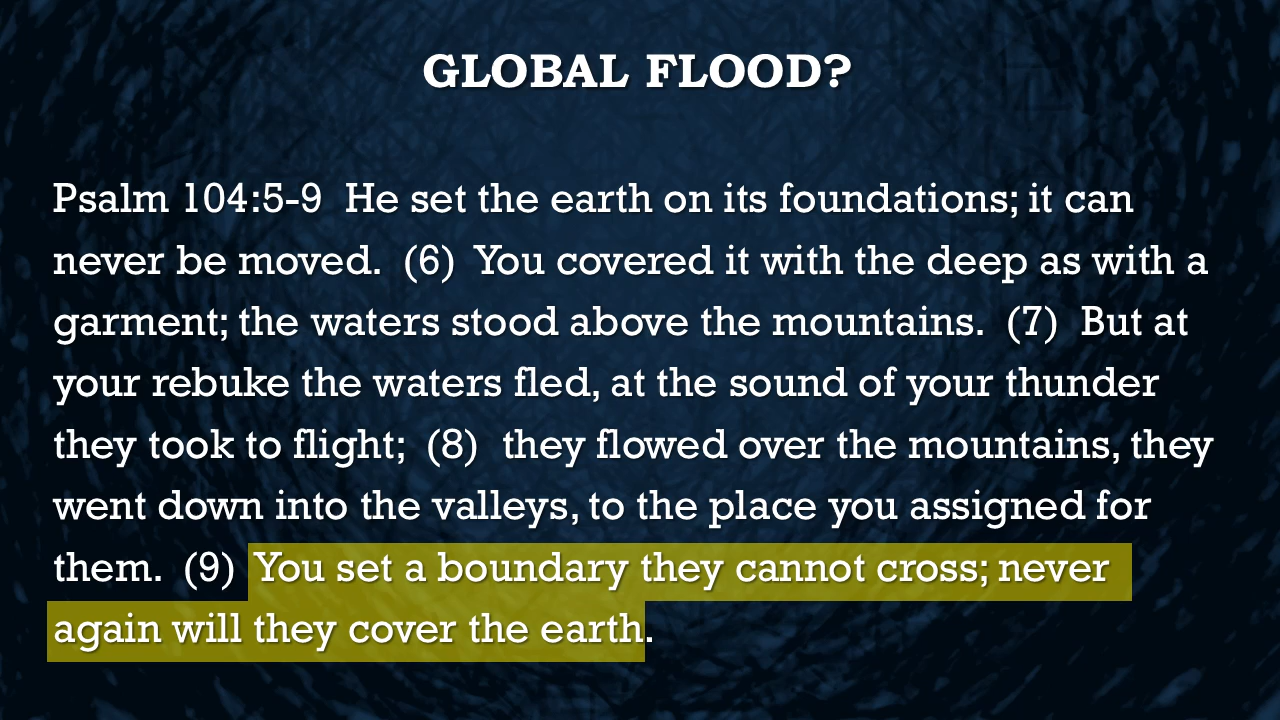 GLOBAL FLOOD?
Psalm 104:5-9 He set the earth on its foundations; it can
never be moved. (6) You covered it with the deep as with a
garment; the waters stood above the mountains. (7) But at
your rebuke the waters fled, at the sound of your thunder
they took to flight; (8) they flowed over the mountains, they
went down into the valleys, to the place you assigned for
them. (9) You set a boundary they cannot cross; never
again will they cover the earth.